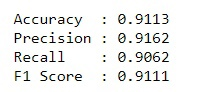 Accuracy  : 0.9113
Precision : 0.9162
Recall    : 0.9062
F1 Score  : 0.9111